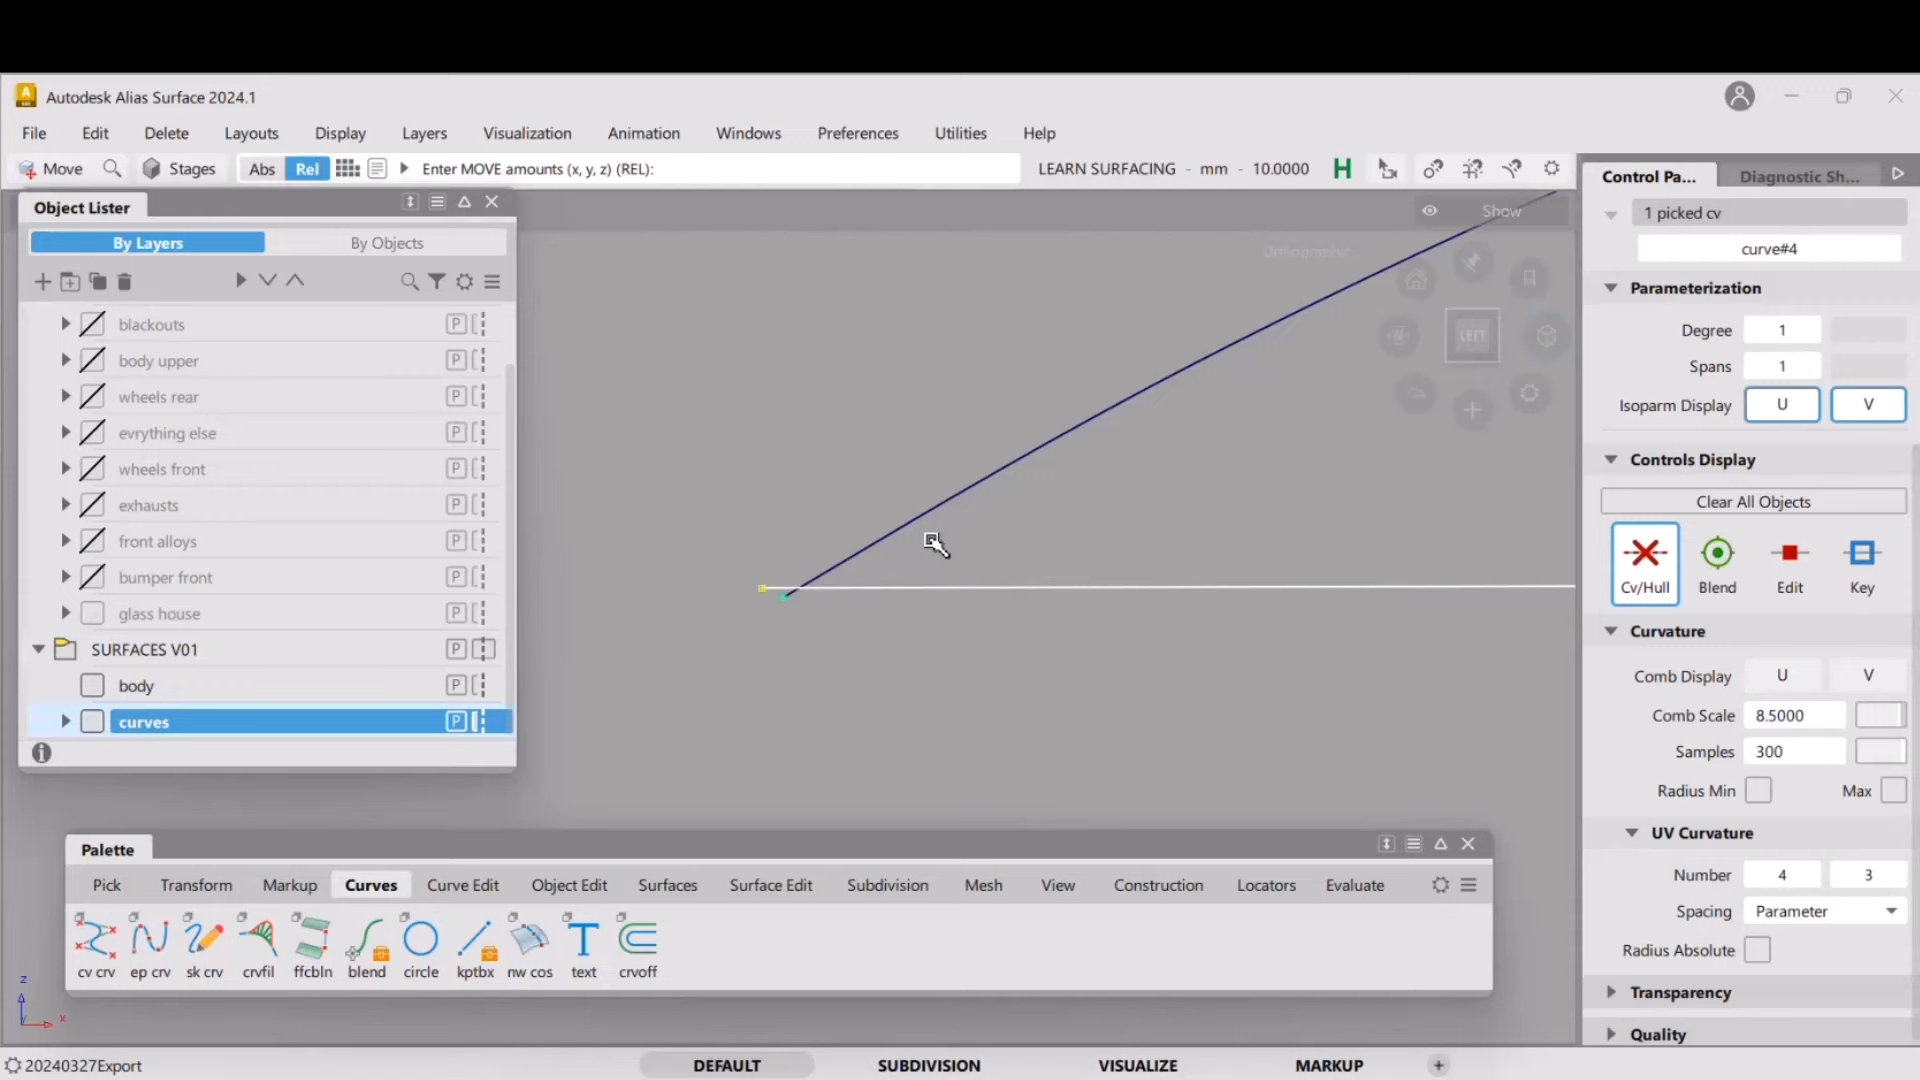 Autodesk Alias Surface 2024.1
File Edit Delete Layouts Display Layers Visualization Animation Windows Preferences Utilities Help
Move Stages Abs Rel Enter MOVE amounts (x, y, z) (REL): LEARN SURFACING - mm - 10.0000 H
Control Pa... Diagnostic Sh...
Object Lister
By Layers By Objects
blackouts P
body upper P
wheels rear P
evrything else P
wheels front P
exhausts P
front alloys P
bumper front P
glass house P
SURFACES V01 P
body P
curves P
Show
Orthographic
LEFT
1 picked cv
curve#4
Parameterization
Degree 1
Spans 1
Isoparm Display U V
Controls Display
Clear All Objects
Cv/Hull Blend Edit Key
Curvature
Comb Display U V
Comb Scale 8.5000
Samples 300
Radius Min Max
UV Curvature
Number 4 3
Spacing Parameter
Radius Absolute
Transparency
Quality
Palette
Pick Transform Markup Curves Curve Edit Object Edit Surfaces Surface Edit Subdivision Mesh View Construction Locators Evaluate
cv crv ep crv sk crv crvfil ffcbln blend circle kptbx nw cos text crvoff
z
x
20240327Export DEFAULT SUBDIVISION VISUALIZE MARKUP +